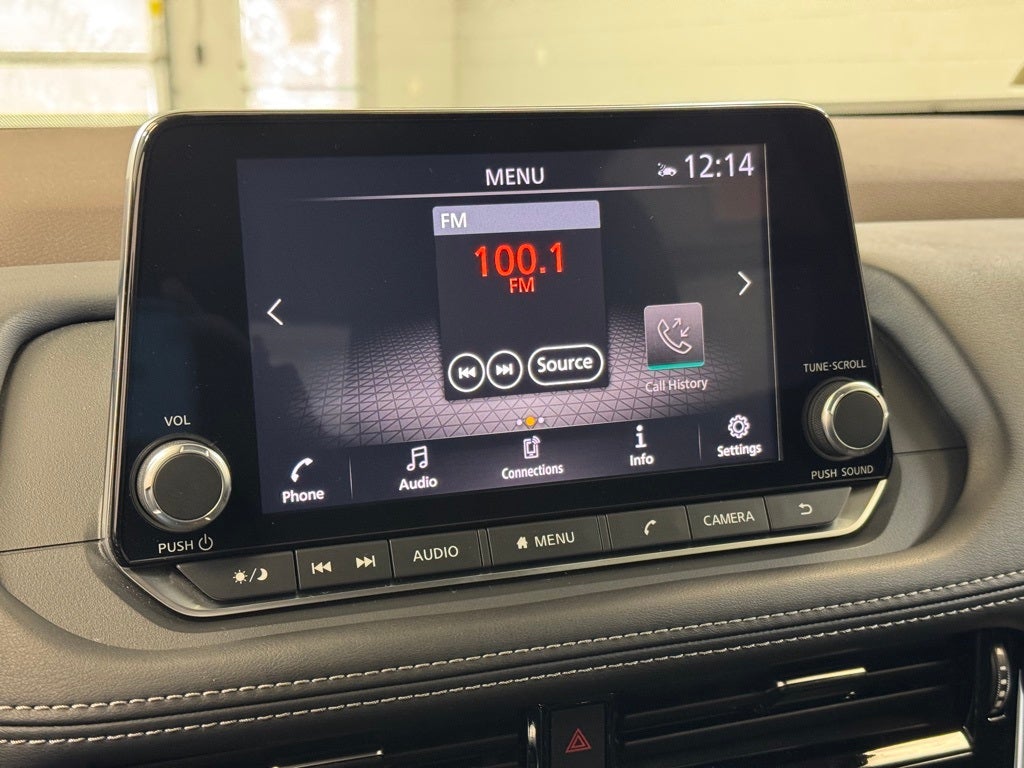 MENU
12:14
FM
100.1
FM
Source
Call History
TUNE·SCROLL
VOL
Phone
Audio
Connections
Info
Settings
PUSH SOUND
PUSH
AUDIO
MENU
CAMERA